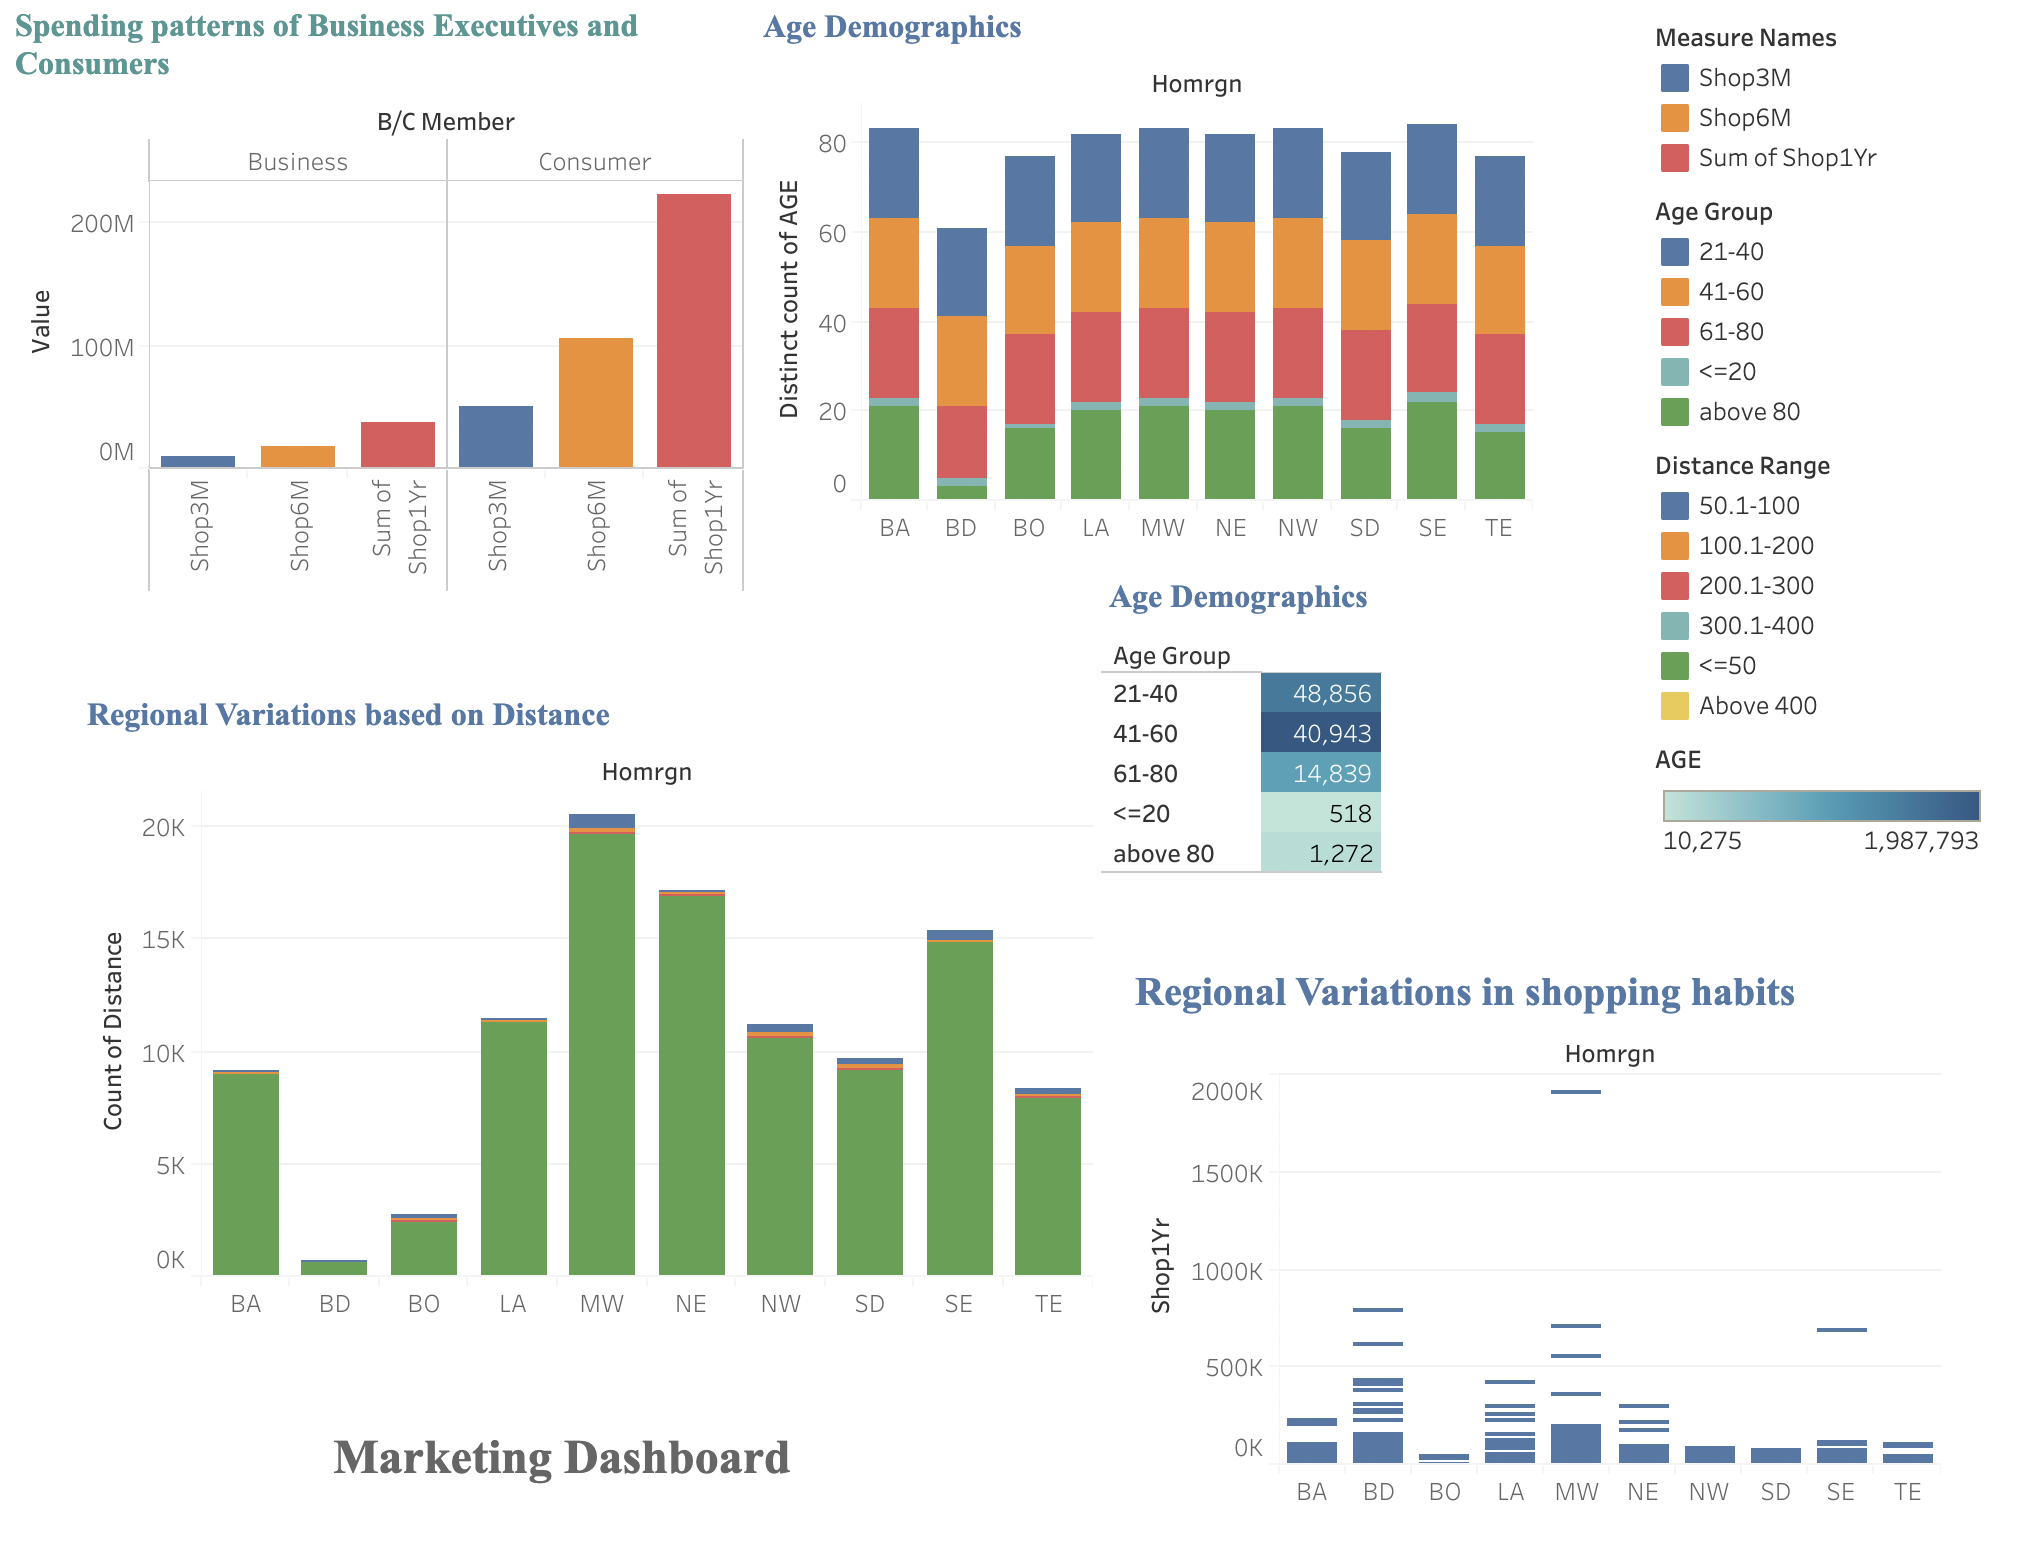 Spending patterns of Business Executives and
Consumers
B/C Member
Business
Consumer
Value
200M
100M
0M
Shop3M
Shop6M
Sum of
Shop1Yr
Shop3M
Shop6M
Sum of
Shop1Yr
Age Demographics
Homrgn
Distinct count of AGE
80
60
40
20
0
BA BD BO LA MW NE NW SD SE TE
Measure Names
Shop3M
Shop6M
Sum of Shop1Yr
Age Group
21-40
41-60
61-80
<=20
above 80
Distance Range
50.1-100
100.1-200
200.1-300
300.1-400
<=50
Above 400
AGE
10,275 1,987,793
Age Demographics
Age Group
21-40 48,856
41-60 40,943
61-80 14,839
<=20 518
above 80 1,272
Regional Variations based on Distance
Homrgn
Count of Distance
20K
15K
10K
5K
0K
BA BD BO LA MW NE NW SD SE TE
Regional Variations in shopping habits
Homrgn
Shop1Yr
2000K
1500K
1000K
500K
0K
BA BD BO LA MW NE NW SD SE TE
Marketing Dashboard